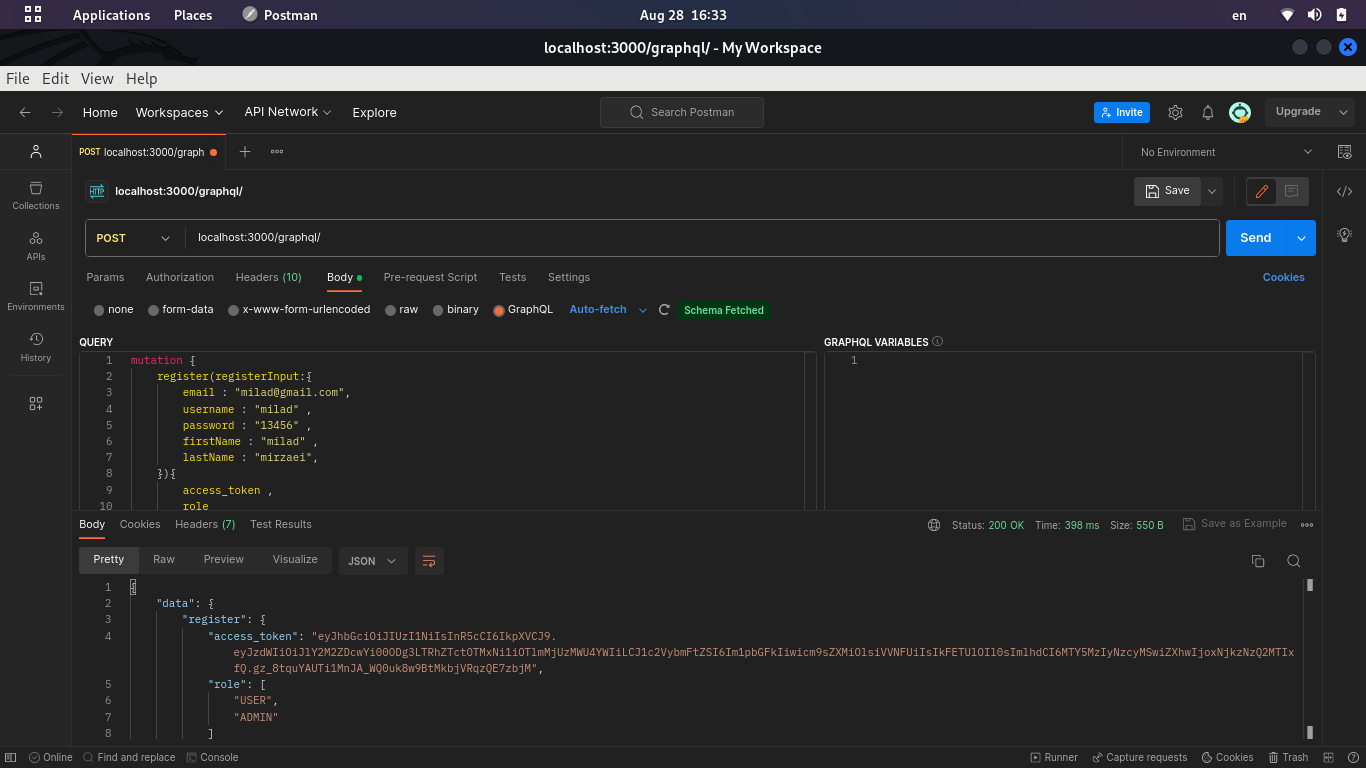 Applications Places Postman Aug 28 16:33 en
localhost:3000/graphql/ - My Workspace
File Edit View Help
Home Workspaces API Network Explore Search Postman Invite Upgrade
POST localhost:3000/graph No Environment
HTTP localhost:3000/graphql/ Save
POST localhost:3000/graphql/ Send
Params Authorization Headers (10) Body Pre-request Script Tests Settings Cookies
none form-data x-www-form-urlencoded raw binary GraphQL Auto-fetch Schema Fetched
Collections
APIs
Environments
History
QUERY GRAPHQL VARIABLES
1 mutation { 1
2 register(registerInput:{
3 email : "milad@gmail.com",
4 username : "milad" ,
5 password : "13456" ,
6 firstName : "milad" ,
7 lastName : "mirzaei",
8 }){
9 access_token ,
10 role
Body Cookies Headers (7) Test Results Status: 200 OK Time: 398 ms Size: 550 B Save as Example
Pretty Raw Preview Visualize JSON
1 {
2 "data": {
3 "register": {
4 "access_token": "eyJhbGciOiJIUzI1NiIsInR5cCI6IkpXVCJ9.
5 "role": [
6 "USER",
7 "ADMIN"
8 ]
Online Find and replace Console Runner Capture requests Cookies Trash